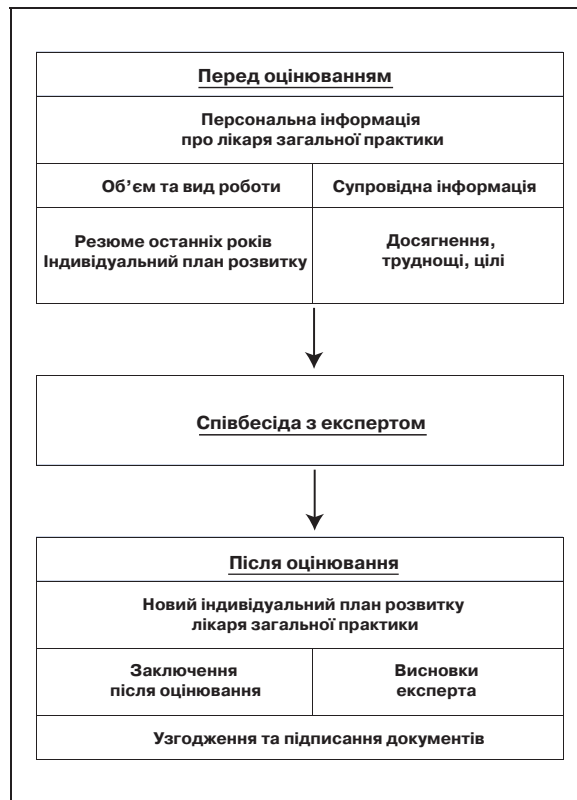 Перед оцінюванням
Персональна інформація
про лікаря загальної практики
Об’єм та вид роботи
Супровідна інформація
Резюме останніх років
Індивідуальний план розвитку
Досягнення,
труднощі, цілі
Співбесіда з експертом
Після оцінювання
Новий індивідуальний план розвитку
лікаря загальної практики
Заключення
після оцінювання
Висновки
експерта
Узгодження та підписання документів